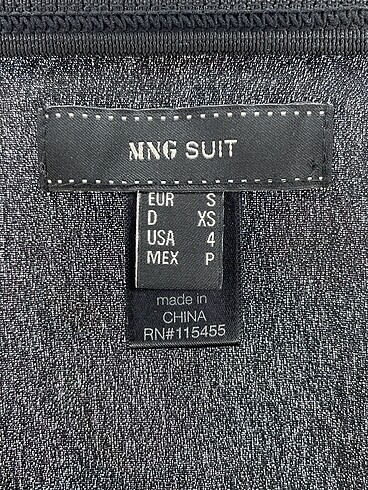 MNG SUIT
EUR S
D XS
USA 4
MEX P
made in
CHINA
RN#115455